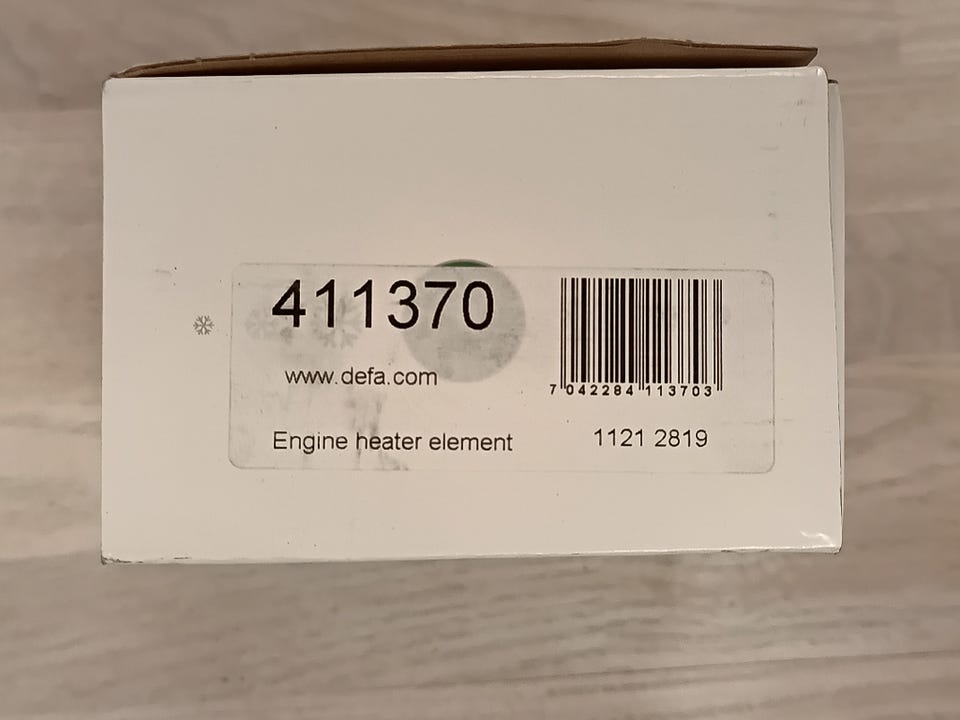 411370
www.defa.com
7 042284 113703
Engine heater element
1121 2819